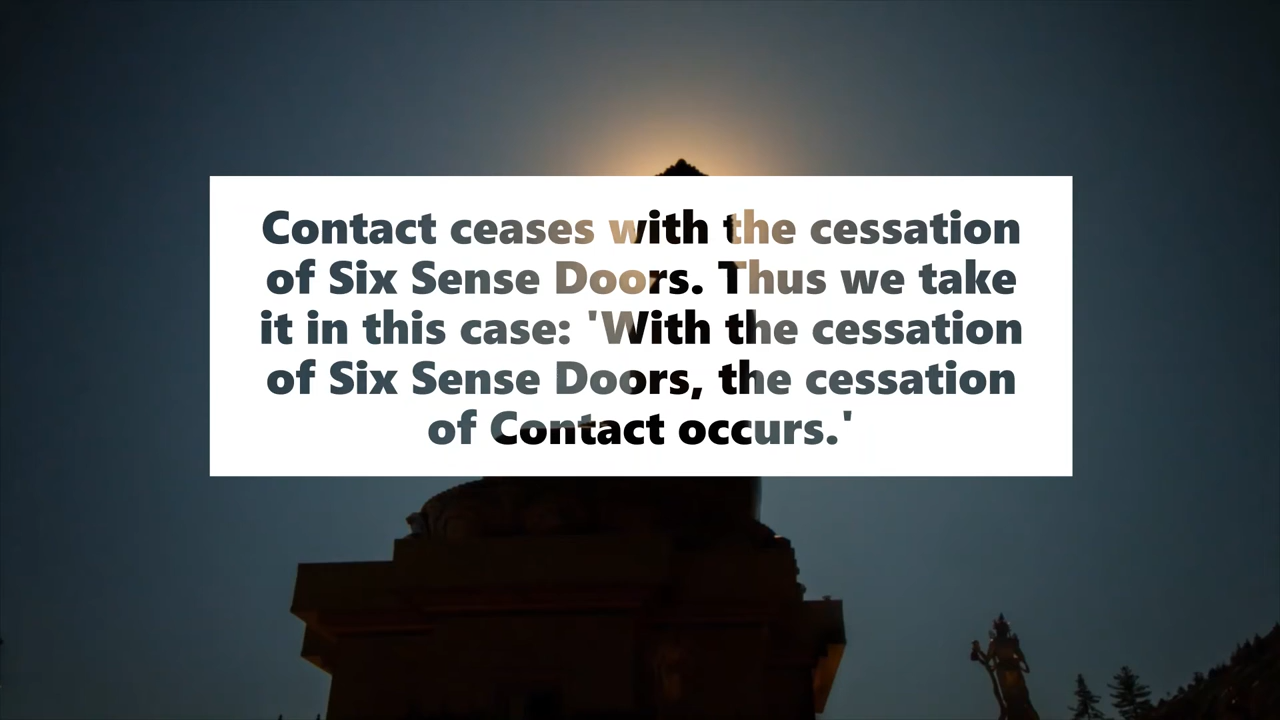 Contact ceases with the cessation
of Six Sense Doors. Thus we take
it in this case: 'With the cessation
of Six Sense Doors, the cessation
of Contact occurs.'